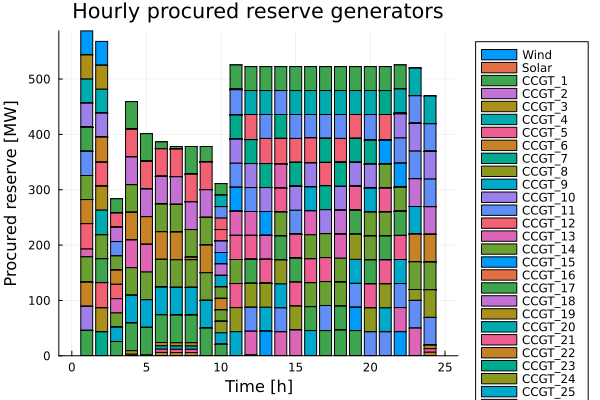 Hourly procured reserve generators
Procured reserve [MW]
500
400
300
200
100
0
0 5 10 15 20 25
Time [h]
Wind
Solar
CCGT_1
CCGT_2
CCGT_3
CCGT_4
CCGT_5
CCGT_6
CCGT_7
CCGT_8
CCGT_9
CCGT_10
CCGT_11
CCGT_12
CCGT_13
CCGT_14
CCGT_15
CCGT_16
CCGT_17
CCGT_18
CCGT_19
CCGT_20
CCGT_21
CCGT_22
CCGT_23
CCGT_24
CCGT_25